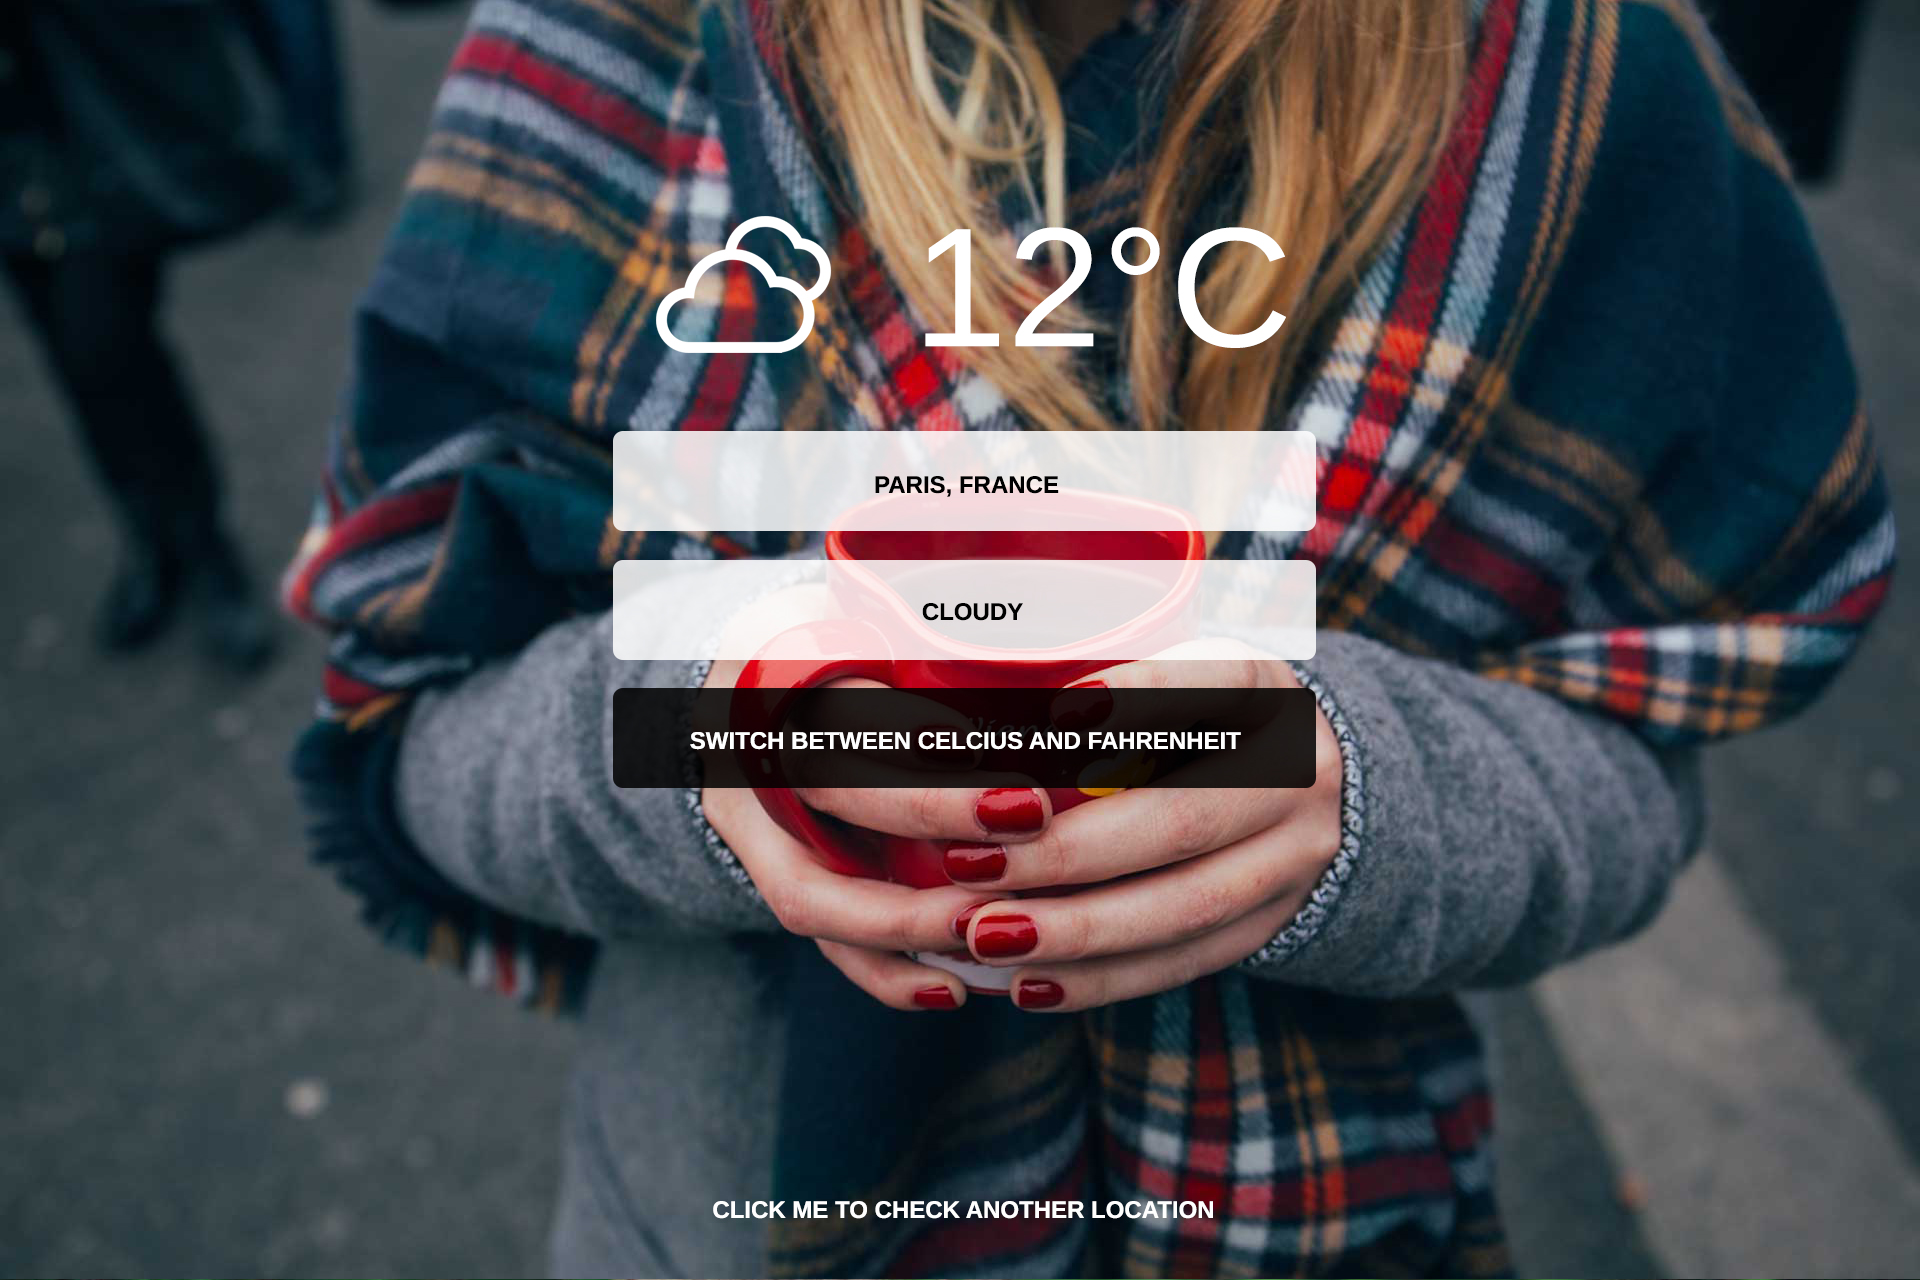 12°C
PARIS, FRANCE
CLOUDY
SWITCH BETWEEN CELCIUS AND FAHRENHEIT
CLICK ME TO CHECK ANOTHER LOCATION